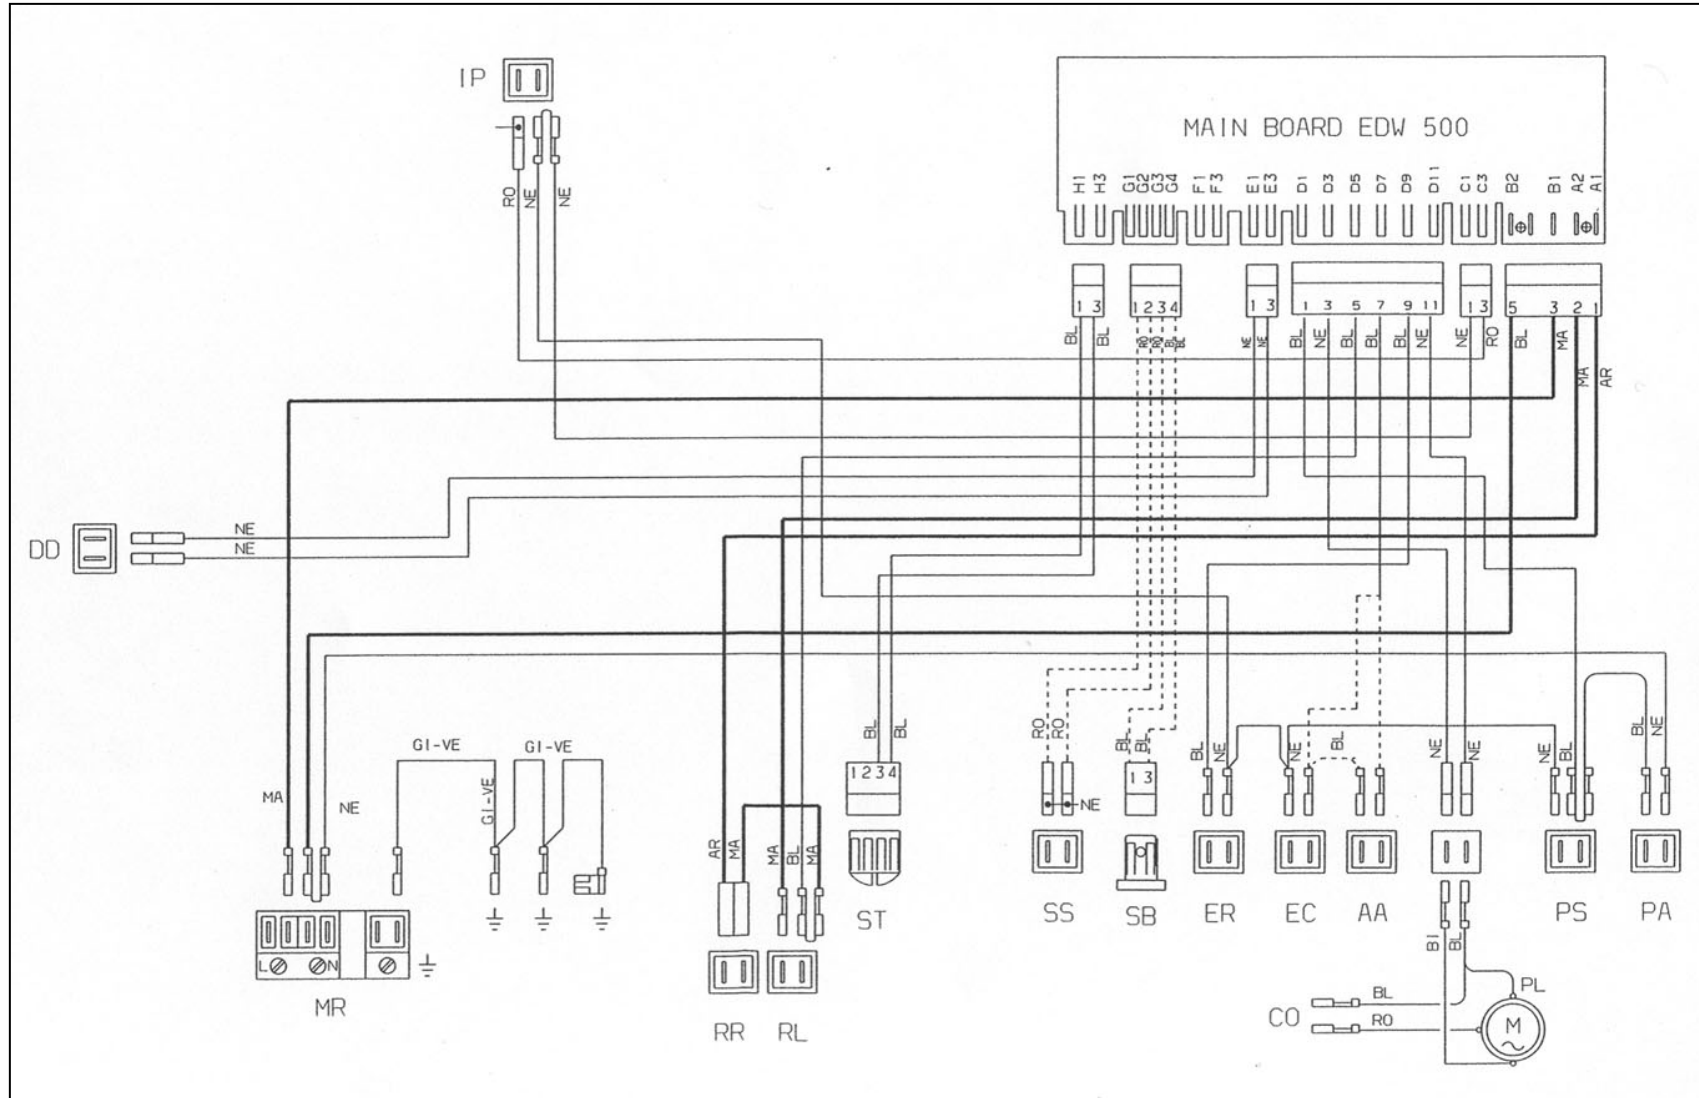 IP
MAIN BOARD EDW 500
H1 H3 G1 G2 G3 G4 F1 F3 E1 E3 D1 D3 D5 D7 D9 D11 C1 C3 B2 B1 A2 A1
RO NE NE
1 3 1 2 3 4 1 3 1 3 5 7 9 11 1 3 5 3 2 1
BL BL RO RO BL BL NE NE BL NE BL BL BL NE NE RO BL MA MA AR
DD NE
NE
GI-VE GI-VE
RO RO BL BL BL NE NE BL NE NE NE BL BL NE
BL BL
MA NE GI-VE
1 2 3 4 1 3
NE
AR MA MA BL MA
ST SS SB ER EC AA PS PA
L N
MR
BI BL
RR RL
CO BL PL
RO M